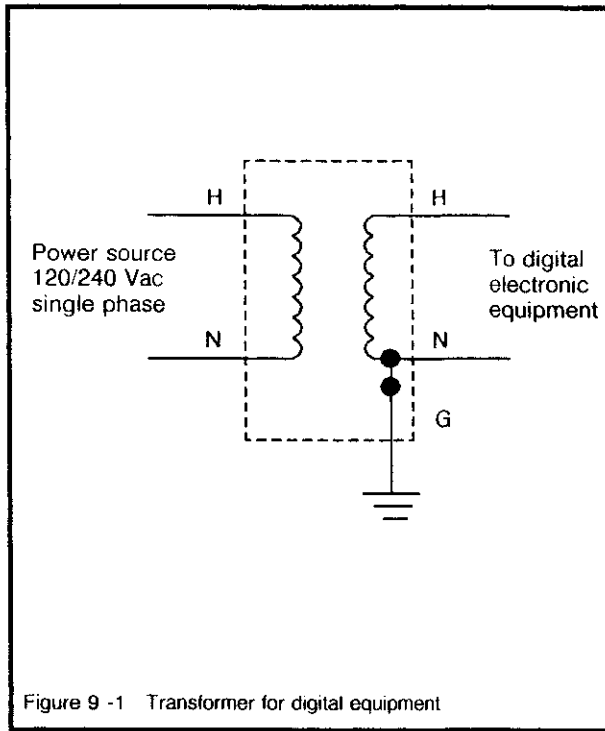 H
H
Power source
120/240 Vac
single phase
To digital
electronic
equipment
N
N
G
Figure 9 -1 Transformer for digital equipment